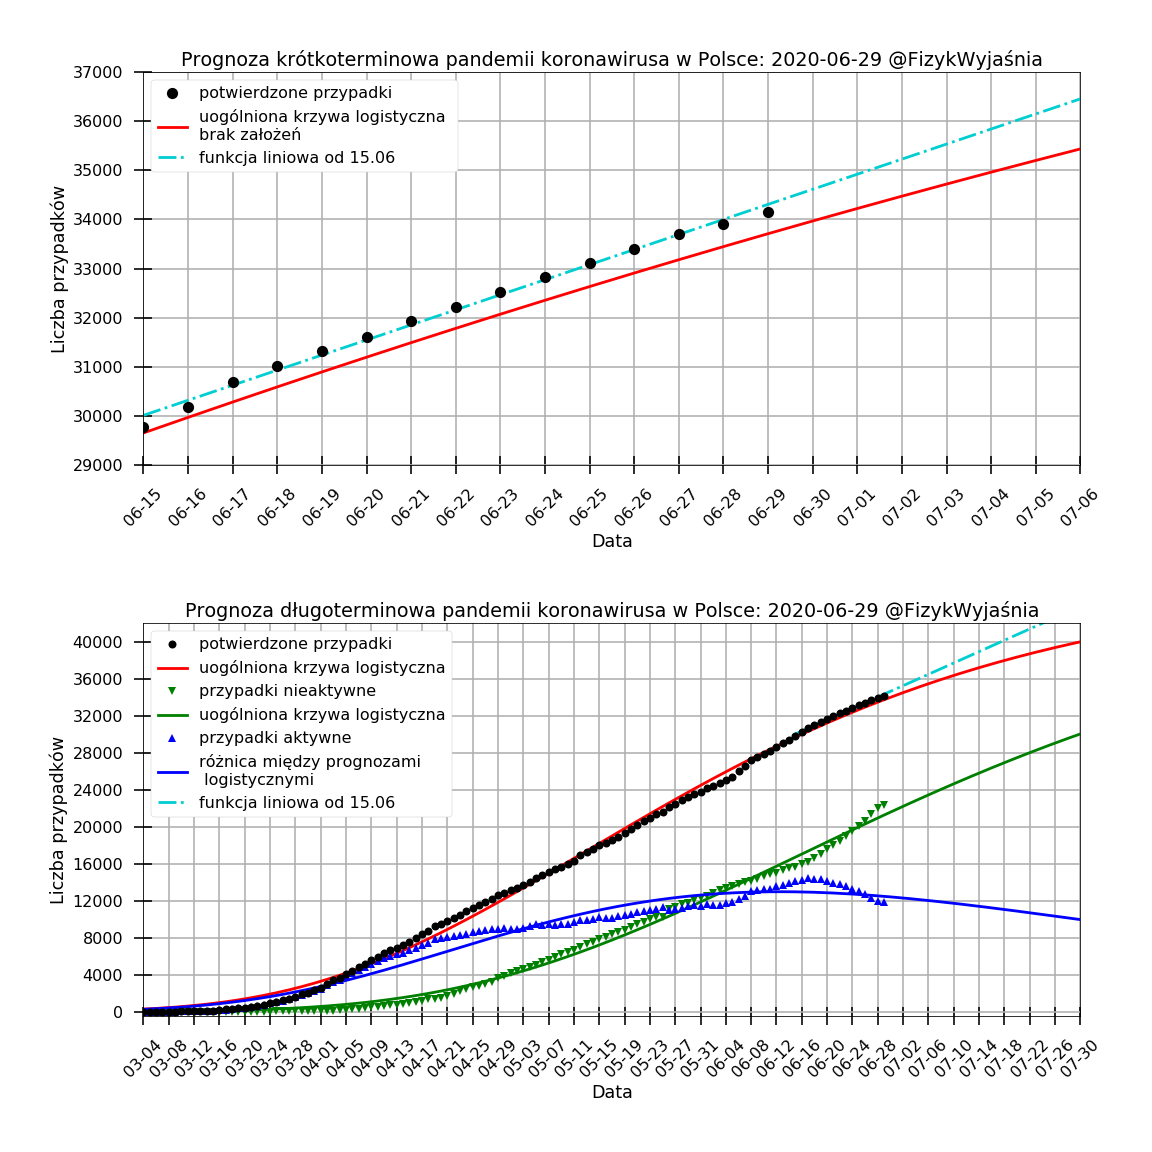 Prognoza krótkoterminowa pandemii koronawirusa w Polsce: 2020-06-29 @FizykWyjaśnia
37000
36000
35000
34000
33000
32000
31000
30000
29000
Liczba przypadków
potwierdzone przypadki
uogólniona krzywa logistyczna
brak założeń
funkcja liniowa od 15.06
06-15 06-16 06-17 06-18 06-19 06-20 06-21 06-22 06-23 06-24 06-25 06-26 06-27 06-28 06-29 06-30 07-01 07-02 07-03 07-04 07-05 07-06
Data
Prognoza długoterminowa pandemii koronawirusa w Polsce: 2020-06-29 @FizykWyjaśnia
40000
36000
32000
28000
24000
20000
16000
12000
8000
4000
0
Liczba przypadków
potwierdzone przypadki
uogólniona krzywa logistyczna
przypadki nieaktywne
uogólniona krzywa logistyczna
przypadki aktywne
różnica między prognozami
logistycznymi
funkcja liniowa od 15.06
03-04 03-08 03-12 03-16 03-20 03-24 03-28 04-01 04-05 04-09 04-13 04-17 04-21 04-25 04-29 05-03 05-07 05-11 05-15 05-19 05-23 05-27 05-31 06-04 06-08 06-12 06-16 06-20 06-24 06-28 07-02 07-06 07-10 07-14 07-18 07-22 07-26 07-30
Data